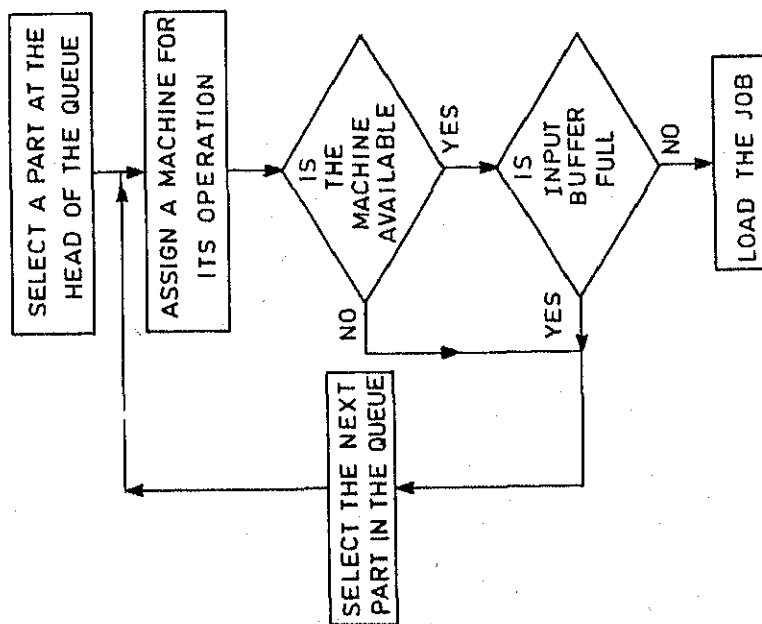 SELECT A PART AT THE
HEAD OF THE QUEUE
ASSIGN A MACHINE FOR
ITS OPERATION
IS
THE
MACHINE
AVAILABLE
NO
YES
IS
INPUT
BUFFER
FULL
YES
NO
LOAD THE JOB
SELECT THE NEXT
PART IN THE QUEUE